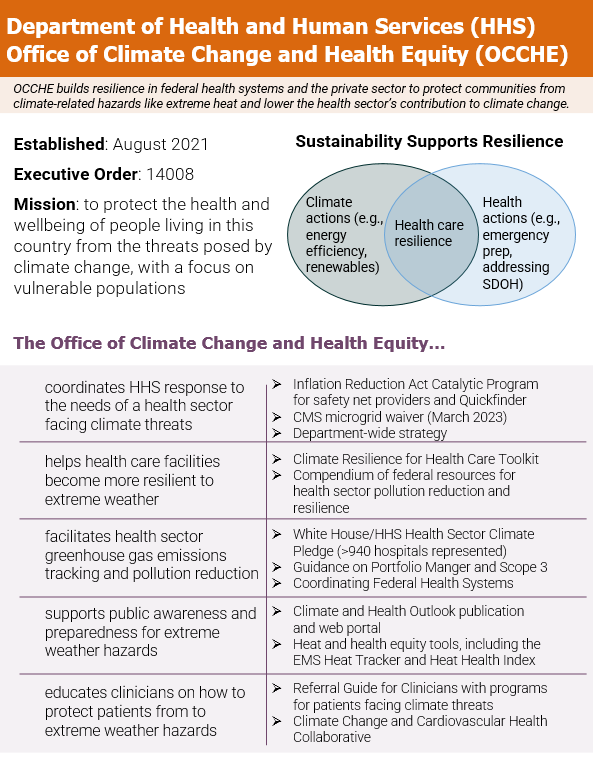 Department of Health and Human Services (HHS)
Office of Climate Change and Health Equity (OCCHE)
OCCHE builds resilience in federal health systems and the private sector to protect communities from
climate-related hazards like extreme heat and lower the health sector's contribution to climate change.
Established: August 2021
Executive Order: 14008
Mission: to protect the health and
wellbeing of people living in this
country from the threats posed by
climate change, with a focus on
vulnerable populations
Sustainability Supports Resilience
Climate
actions (e.g.,
energy
efficiency,
renewables)
Health care
resilience
Health
actions (e.g.,
emergency
prep,
addressing
SDOH)
The Office of Climate Change and Health Equity...
coordinates HHS response to
the needs of a health sector
facing climate threats
➢ Inflation Reduction Act Catalytic Program
for safety net providers and Quickfinder
➢ CMS microgrid waiver (March 2023)
➢ Department-wide strategy
helps health care facilities
become more resilient to
extreme weather
➢ Climate Resilience for Health Care Toolkit
➢ Compendium of federal resources for
health sector pollution reduction and
resilience
facilitates health sector
greenhouse gas emissions
tracking and pollution reduction
➢ White House/HHS Health Sector Climate
Pledge (>940 hospitals represented)
➢ Guidance on Portfolio Manger and Scope 3
➢ Coordinating Federal Health Systems
supports public awareness and
preparedness for extreme
weather hazards
➢ Climate and Health Outlook publication
and web portal
➢ Heat and health equity tools, including the
EMS Heat Tracker and Heat Health Index
educates clinicians on how to
protect patients from to
extreme weather hazards
➢ Referral Guide for Clinicians with programs
for patients facing climate threats
➢ Climate Change and Cardiovascular Health
Collaborative